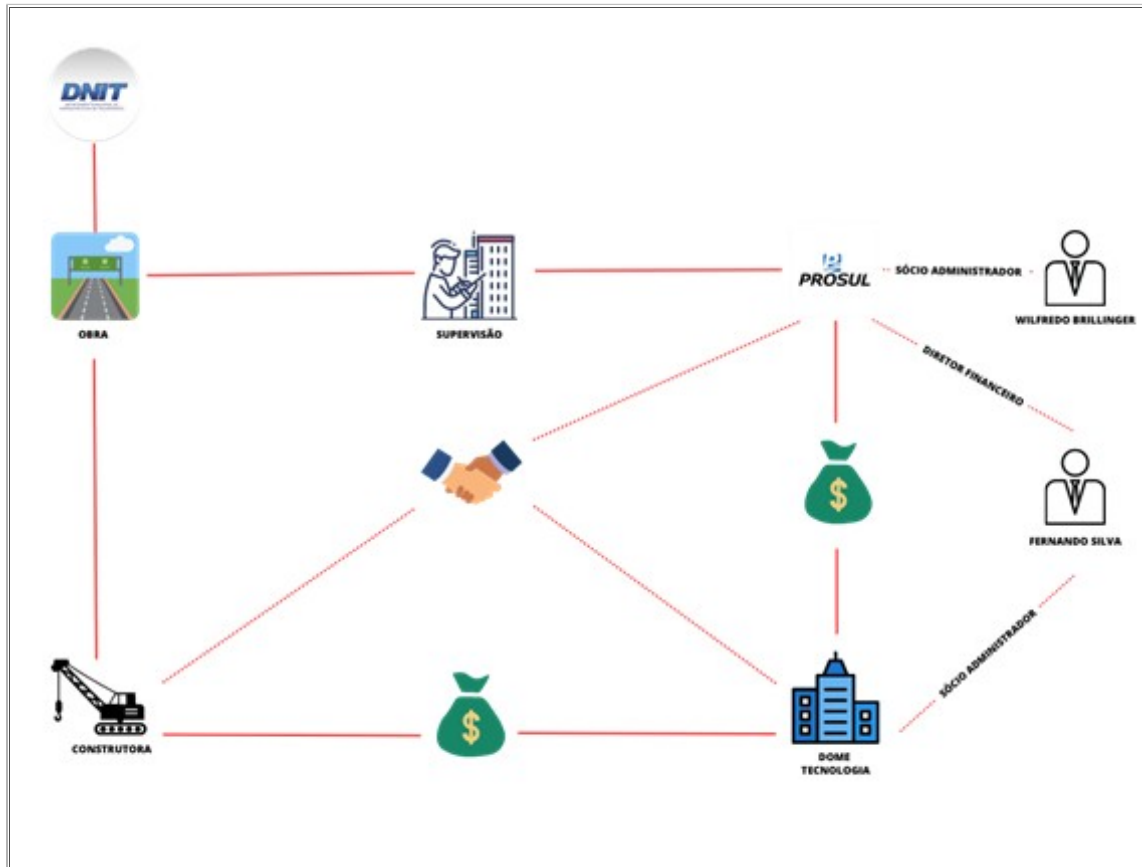 DNIT
OBRA
SUPERVISÃO
PROSUL
SÓCIO ADMINISTRADOR
WILFREDO BRILLINGER
DIRETOR FINANCEIRO
$
FERNANDO SILVA
SÓCIO ADMINISTRADOR
CONSTRUTORA
$
DOME
TECNOLOGIA